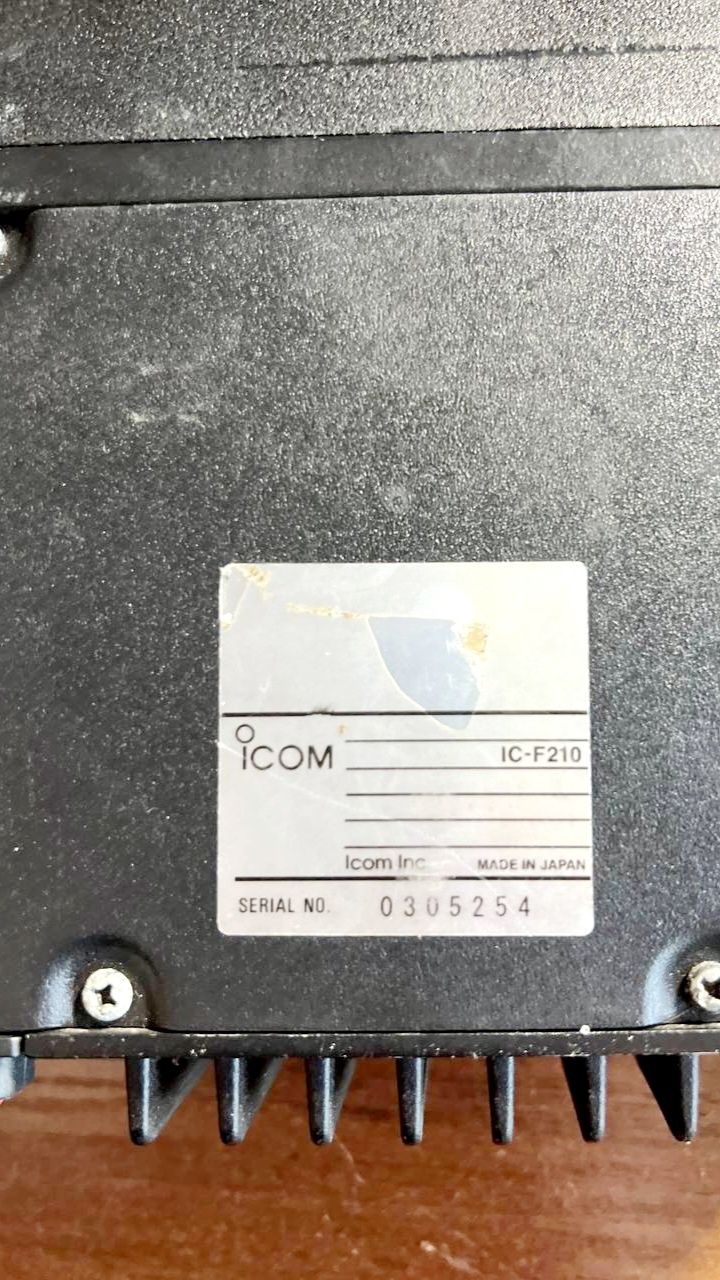 ICOM
IC-F210
Icom Inc.
MADE IN JAPAN
SERIAL NO. 0305254